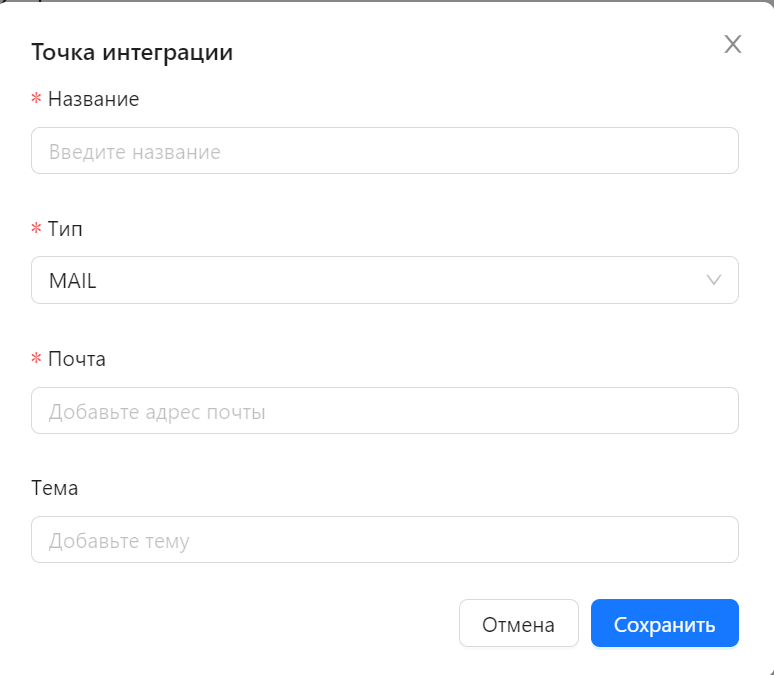 Точка интеграции
* Название
Введите название
* Тип
MAIL
* Почта
Добавьте адрес почты
Тема
Добавьте тему
Отмена
Сохранить